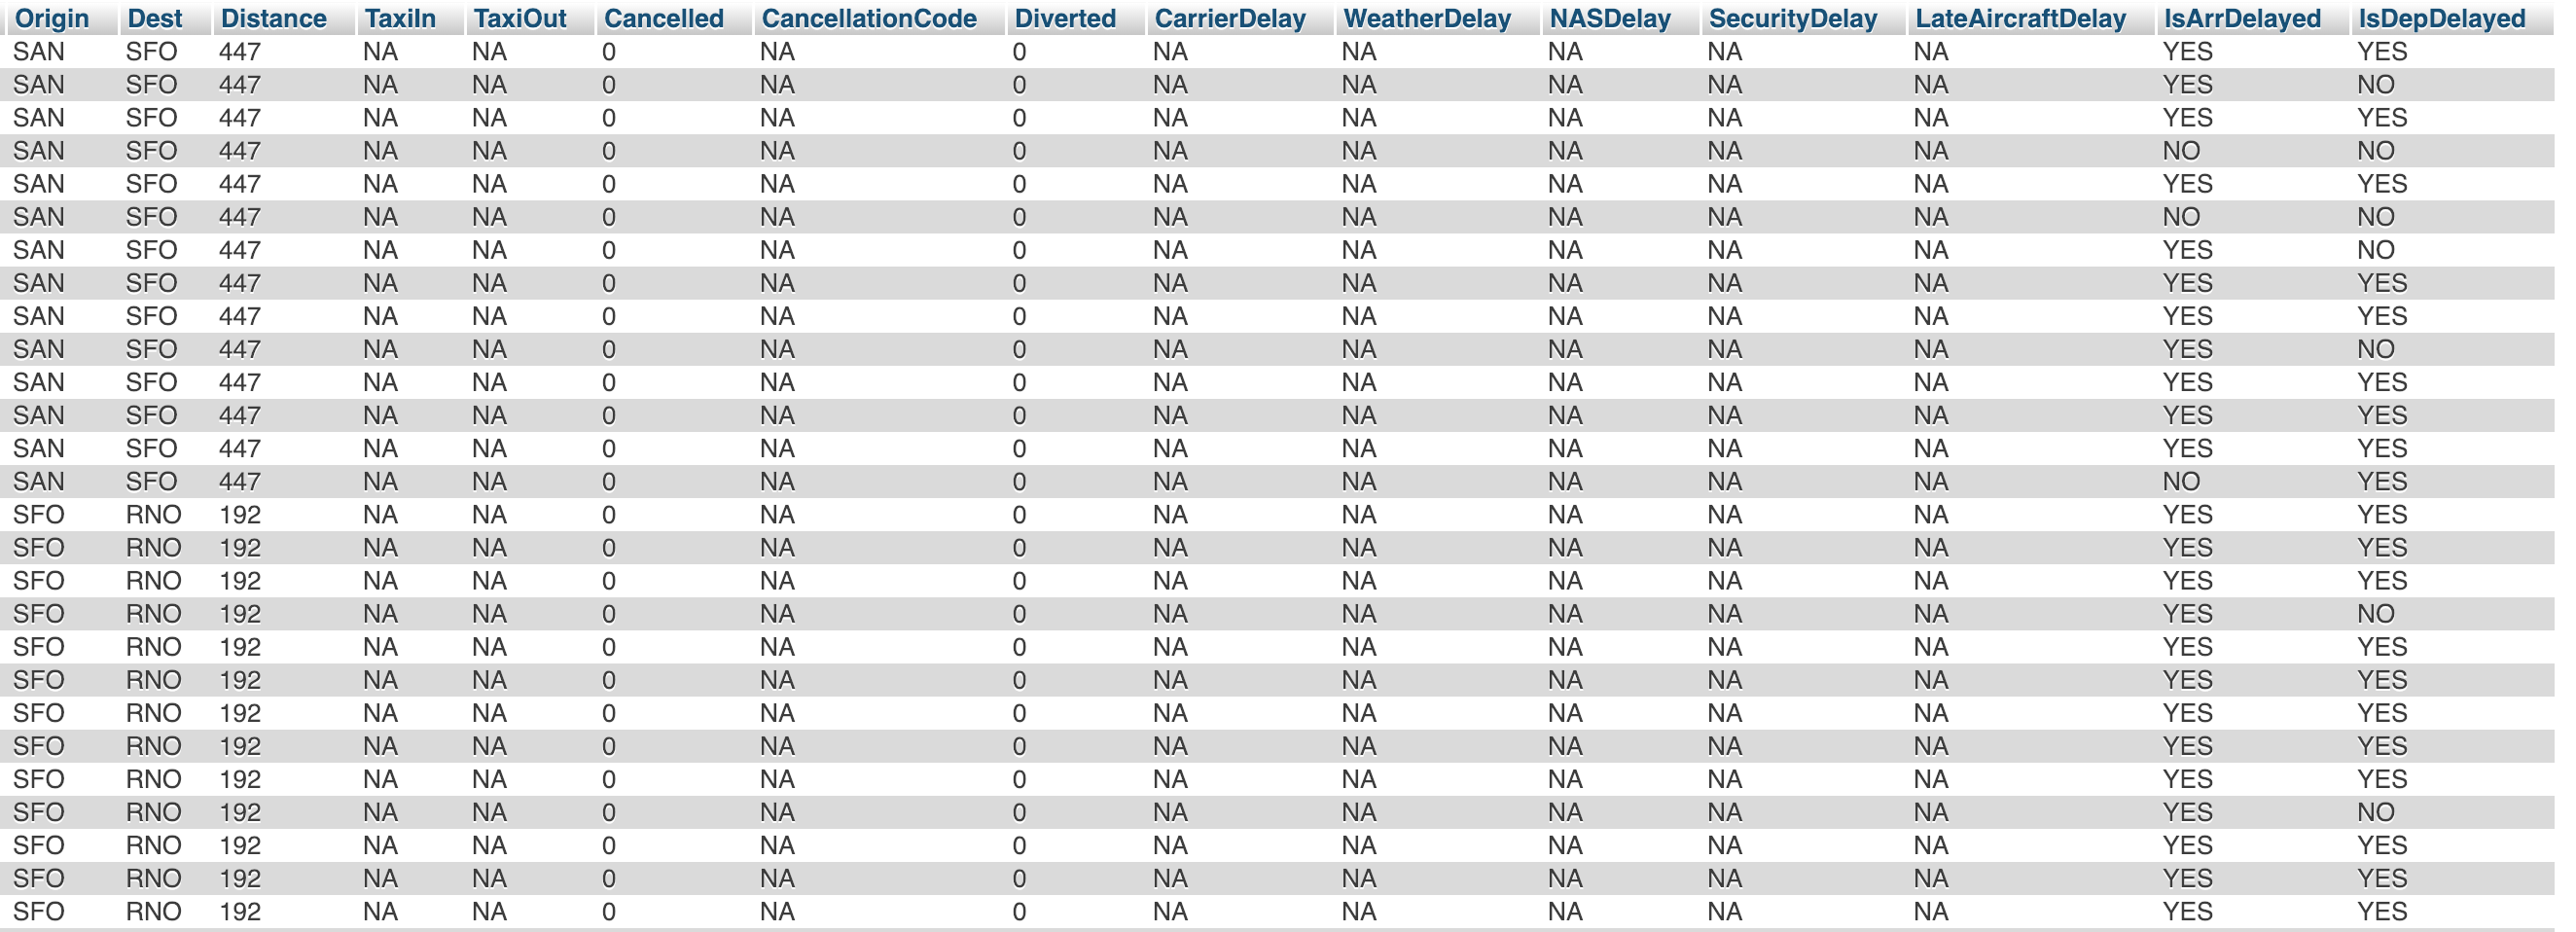 Origin Dest Distance TaxiIn TaxiOut Cancelled CancellationCode Diverted CarrierDelay WeatherDelay NASDelay SecurityDelay LateAircraftDelay IsArrDelayed IsDepDelayed
SAN SFO 447 NA NA 0 NA 0 NA NA NA NA NA YES YES
SAN SFO 447 NA NA 0 NA 0 NA NA NA NA NA YES NO
SAN SFO 447 NA NA 0 NA 0 NA NA NA NA NA YES YES
SAN SFO 447 NA NA 0 NA 0 NA NA NA NA NA NO NO
SAN SFO 447 NA NA 0 NA 0 NA NA NA NA NA YES YES
SAN SFO 447 NA NA 0 NA 0 NA NA NA NA NA NO NO
SAN SFO 447 NA NA 0 NA 0 NA NA NA NA NA YES NO
SAN SFO 447 NA NA 0 NA 0 NA NA NA NA NA YES YES
SAN SFO 447 NA NA 0 NA 0 NA NA NA NA NA YES YES
SAN SFO 447 NA NA 0 NA 0 NA NA NA NA NA YES NO
SAN SFO 447 NA NA 0 NA 0 NA NA NA NA NA YES YES
SAN SFO 447 NA NA 0 NA 0 NA NA NA NA NA YES YES
SAN SFO 447 NA NA 0 NA 0 NA NA NA NA NA YES YES
SAN SFO 447 NA NA 0 NA 0 NA NA NA NA NA NO YES
SFO RNO 192 NA NA 0 NA 0 NA NA NA NA NA YES YES
SFO RNO 192 NA NA 0 NA 0 NA NA NA NA NA YES YES
SFO RNO 192 NA NA 0 NA 0 NA NA NA NA NA YES YES
SFO RNO 192 NA NA 0 NA 0 NA NA NA NA NA YES NO
SFO RNO 192 NA NA 0 NA 0 NA NA NA NA NA YES YES
SFO RNO 192 NA NA 0 NA 0 NA NA NA NA NA YES YES
SFO RNO 192 NA NA 0 NA 0 NA NA NA NA NA YES YES
SFO RNO 192 NA NA 0 NA 0 NA NA NA NA NA YES YES
SFO RNO 192 NA NA 0 NA 0 NA NA NA NA NA YES YES
SFO RNO 192 NA NA 0 NA 0 NA NA NA NA NA YES NO
SFO RNO 192 NA NA 0 NA 0 NA NA NA NA NA YES YES
SFO RNO 192 NA NA 0 NA 0 NA NA NA NA NA YES YES
SFO RNO 192 NA NA 0 NA 0 NA NA NA NA NA YES YES